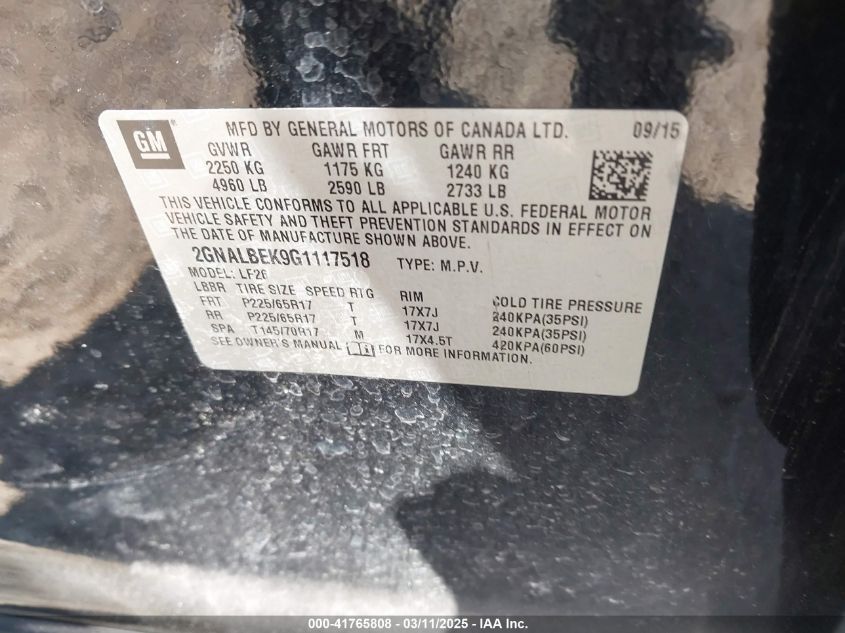 GM ®
MFD BY GENERAL MOTORS OF CANADA LTD. 09/15
GVWR GAWR FRT GAWR RR
2250 KG 1175 KG 1240 KG
4960 LB 2590 LB 2733 LB
THIS VEHICLE CONFORMS TO ALL APPLICABLE U.S. FEDERAL MOTOR
VEHICLE SAFETY AND THEFT PREVENTION STANDARDS IN EFFECT ON
THE DATE OF MANUFACTURE SHOWN ABOVE.
2GNALBEK9G1117518 TYPE: M.P.V.
MODEL: LF26
LBBR TIRE SIZE SPEED RTG RIM COLD TIRE PRESSURE
FRT P225/65R17 T 17X7J 240KPA(35PSI)
RR P225/65R17 T 17X7J 240KPA(35PSI)
SPA T145/70R17 M 17X4.5T 420KPA(60PSI)
SEE OWNER'S MANUAL FOR MORE INFORMATION.
000-41765808 - 03/11/2025 - IAA Inc.